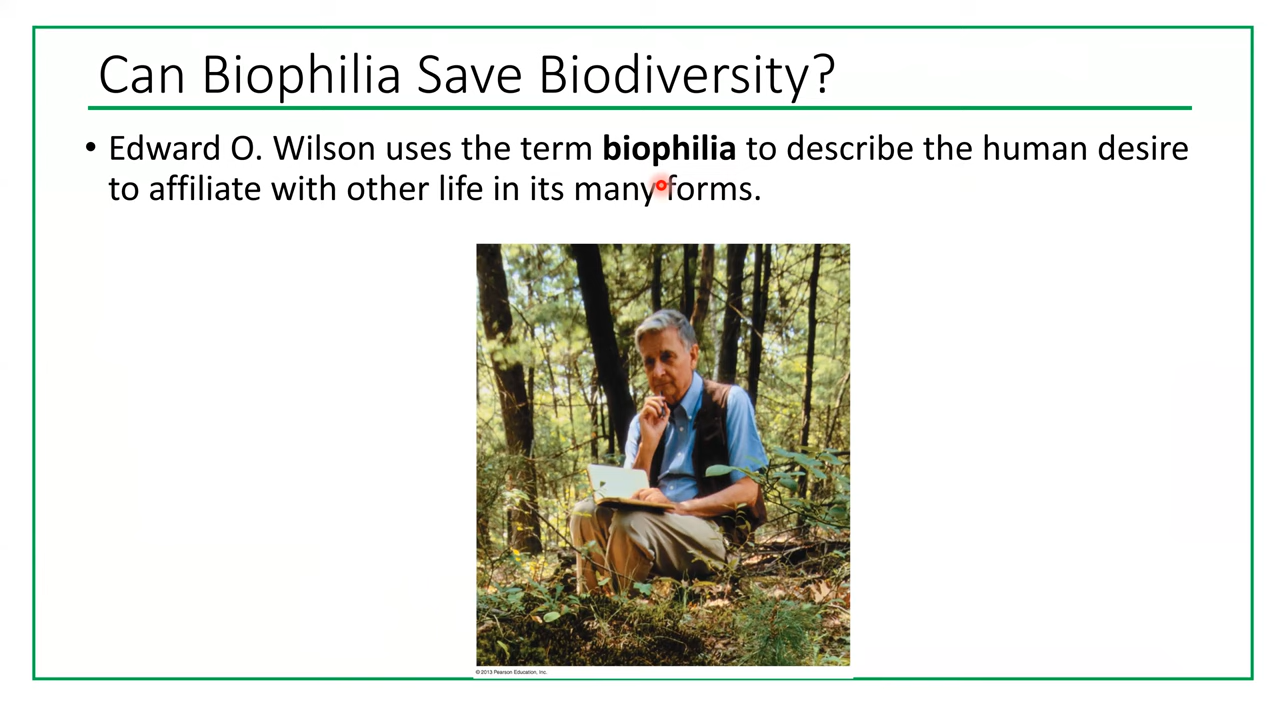 Can Biophilia Save Biodiversity?
• Edward O. Wilson uses the term biophilia to describe the human desire
to affiliate with other life in its many forms.
© 2013 Pearson Education, Inc.